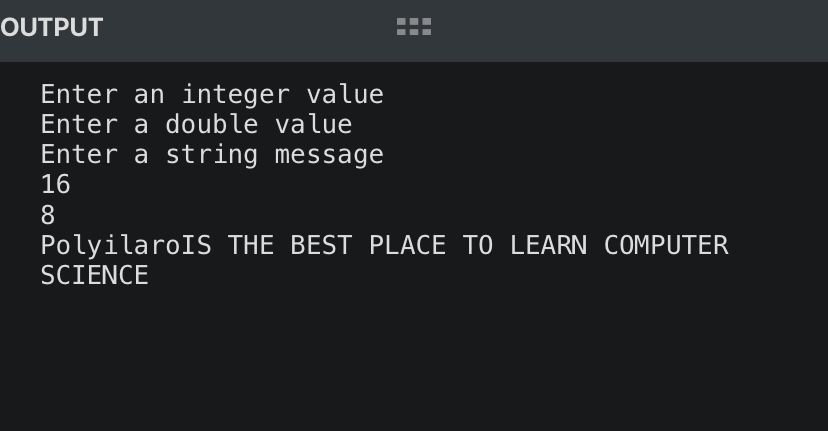 OUTPUT
Enter an integer value
Enter a double value
Enter a string message
16
8
PolyilaroIS THE BEST PLACE TO LEARN COMPUTER
SCIENCE